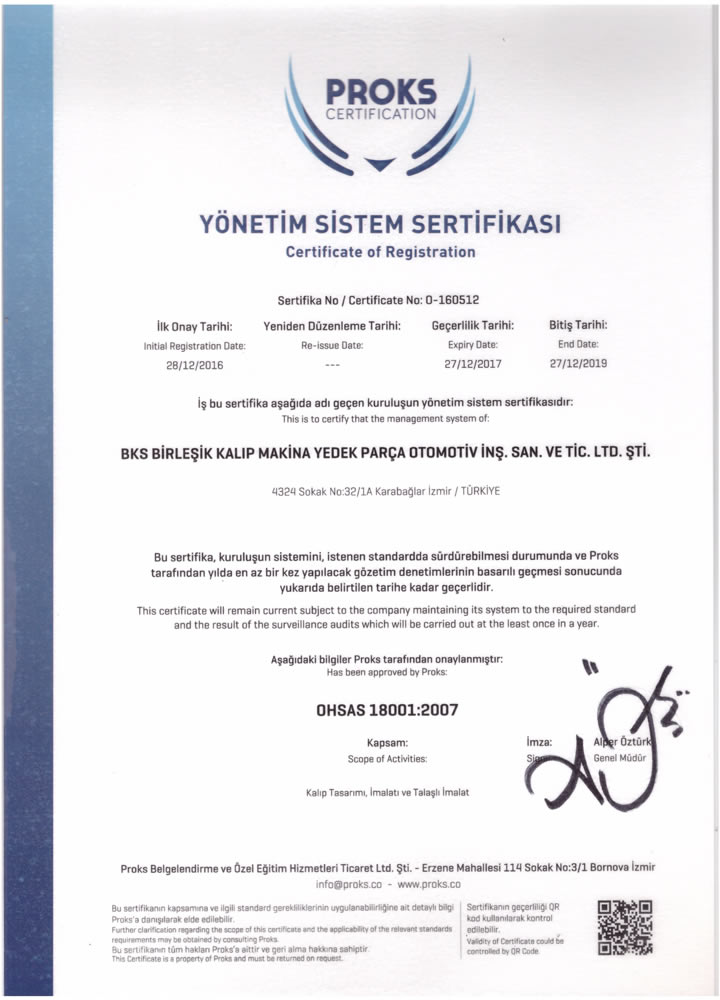 PROKS
CERTIFICATION
YÖNETİM SİSTEM SERTİFİKASI
Certificate of Registration
Sertifika No / Certificate No: O-160512
İlk Onay Tarihi: Yeniden Düzenleme Tarihi: Geçerlilik Tarihi: Bitiş Tarihi:
Initial Registration Date: Re-issue Date: Expiry Date: End Date:
28/12/2016 --- 27/12/2017 27/12/2019
İş bu sertifika aşağıda adı geçen kuruluşun yönetim sistem sertifikasıdır:
This is to certify that the management system of:
BKS BİRLEŞİK KALIP MAKİNA YEDEK PARÇA OTOMOTİV İNŞ. SAN. VE TİC. LTD. ŞTİ.
4324 Sokak No:32/1A Karabağlar İzmir / TÜRKİYE
Bu sertifika, kuruluşun sistemini, istenen standardda sürdürebilmesi durumunda ve Proks
tarafından yılda en az bir kez yapılacak gözetim denetimlerinin basarılı geçmesi sonucunda
yukarıda belirtilen tarihe kadar geçerlidir.
This certificate will remain current subject to the company maintaining its system to the required standard
and the result of the surveillance audits which will be carried out at the least once in a year.
Aşağıdaki bilgiler Proks tarafından onaylanmıştır:
Has been approved by Proks:
OHSAS 18001:2007
Kapsam: İmza: Alper Öztürk
Scope of Activities: Genel Müdür
Kalıp Tasarımı, İmalatı ve Talaşlı İmalat
Proks Belgelendirme ve Özel Eğitim Hizmetleri Ticaret Ltd. Şti. - Erzene Mahallesi 114 Sokak No:3/1 Bornova İzmir
info@proks.co - www.proks.co
Bu sertifikanın kapsamına ve ilgili standard gerekliliklerinin uygulanabilirliğine ait detaylı bilgi
Proks'a danışılarak elde edilebilir.
Further clarification regarding the scope of this certificate and the applicability of the relevant standards
requirements may be obtained by consulting Proks.
Bu sertifikanın tüm hakları Proks'a aittir ve geri alma hakkına sahiptir.
This Certificate is a property of Proks and must be returned on request.
Sertifikanın geçerliliği QR
kod kullanılarak kontrol
edilebilir.
Validity of Certificate could be
controlled by QR Code.